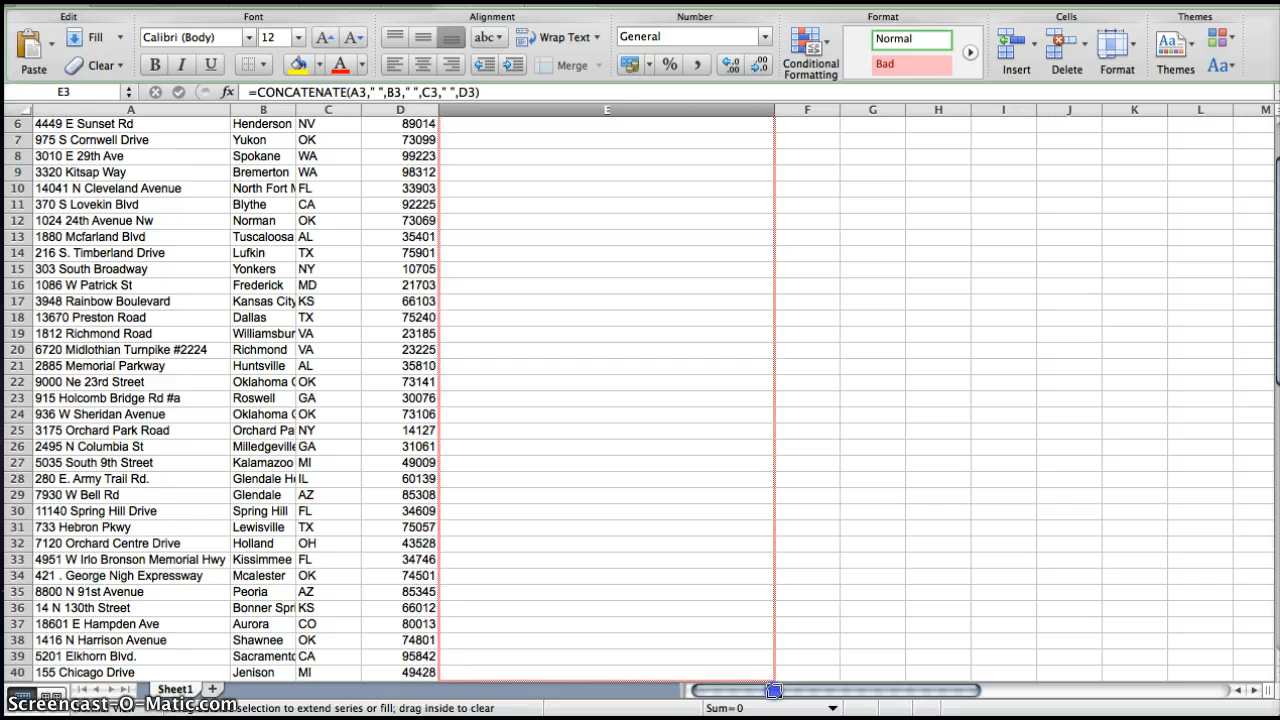 Edit Font Alignment Number Format Cells Themes
Paste Fill Clear Calibri (Body) 12 A A abc Wrap Text General Normal
B I U A Merge % , .0 .00 Conditional Formatting Bad Insert Delete Format Themes Aa
E3 fx =CONCATENATE(A3," ",B3," ",C3," ",D3)
A B C D E F G H I J K L M
6 4449 E Sunset Rd Henderson NV 89014
7 975 S Cornwell Drive Yukon OK 73099
8 3010 E 29th Ave Spokane WA 99223
9 3320 Kitsap Way Bremerton WA 98312
10 14041 N Cleveland Avenue North Fort M FL 33903
11 370 S Lovekin Blvd Blythe CA 92225
12 1024 24th Avenue Nw Norman OK 73069
13 1880 Mcfarland Blvd Tuscaloosa AL 35401
14 216 S. Timberland Drive Lufkin TX 75901
15 303 South Broadway Yonkers NY 10705
16 1086 W Patrick St Frederick MD 21703
17 3948 Rainbow Boulevard Kansas City KS 66103
18 13670 Preston Road Dallas TX 75240
19 1812 Richmond Road Williamsbur VA 23185
20 6720 Midlothian Turnpike #2224 Richmond VA 23225
21 2885 Memorial Parkway Huntsville AL 35810
22 9000 Ne 23rd Street Oklahoma C OK 73141
23 915 Holcomb Bridge Rd #a Roswell GA 30076
24 936 W Sheridan Avenue Oklahoma C OK 73106
25 3175 Orchard Park Road Orchard Pa NY 14127
26 2495 N Columbia St Milledgeville GA 31061
27 5035 South 9th Street Kalamazoo MI 49009
28 280 E. Army Trail Rd. Glendale He IL 60139
29 7930 W Bell Rd Glendale AZ 85308
30 11140 Spring Hill Drive Spring Hill FL 34609
31 733 Hebron Pkwy Lewisville TX 75057
32 7120 Orchard Centre Drive Holland OH 43528
33 4951 W Irlo Bronson Memorial Hwy Kissimmee FL 34746
34 421 . George Nigh Expressway Mcalester OK 74501
35 8800 N 91st Avenue Peoria AZ 85345
36 14 N 130th Street Bonner Spri KS 66012
37 18601 E Hampden Ave Aurora CO 80013
38 1416 N Harrison Avenue Shawnee OK 74801
39 5201 Elkhorn Blvd. Sacramento CA 95842
40 155 Chicago Drive Jenison MI 49428
Sheet1
Screencast-O-Matic.com selection to extend series or fill; drag inside to clear Sum=0